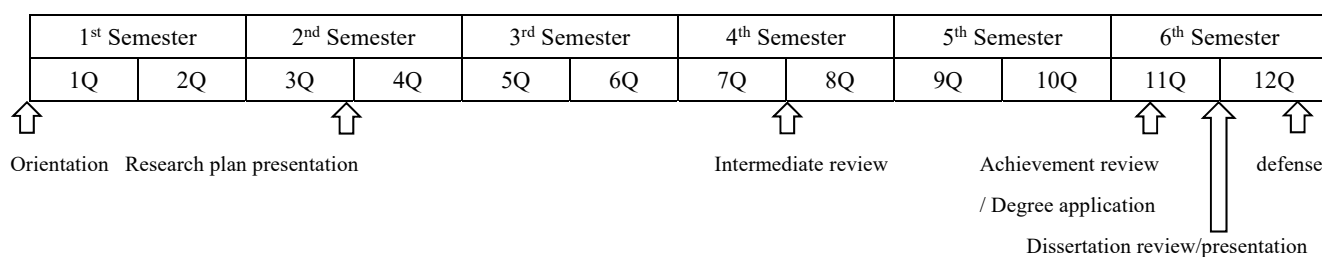 1st Semester 2nd Semester 3rd Semester 4th Semester 5th Semester 6th Semester
1Q 2Q 3Q 4Q 5Q 6Q 7Q 8Q 9Q 10Q 11Q 12Q
Orientation Research plan presentation Intermediate review Achievement review defense
/ Degree application
Dissertation review/presentation